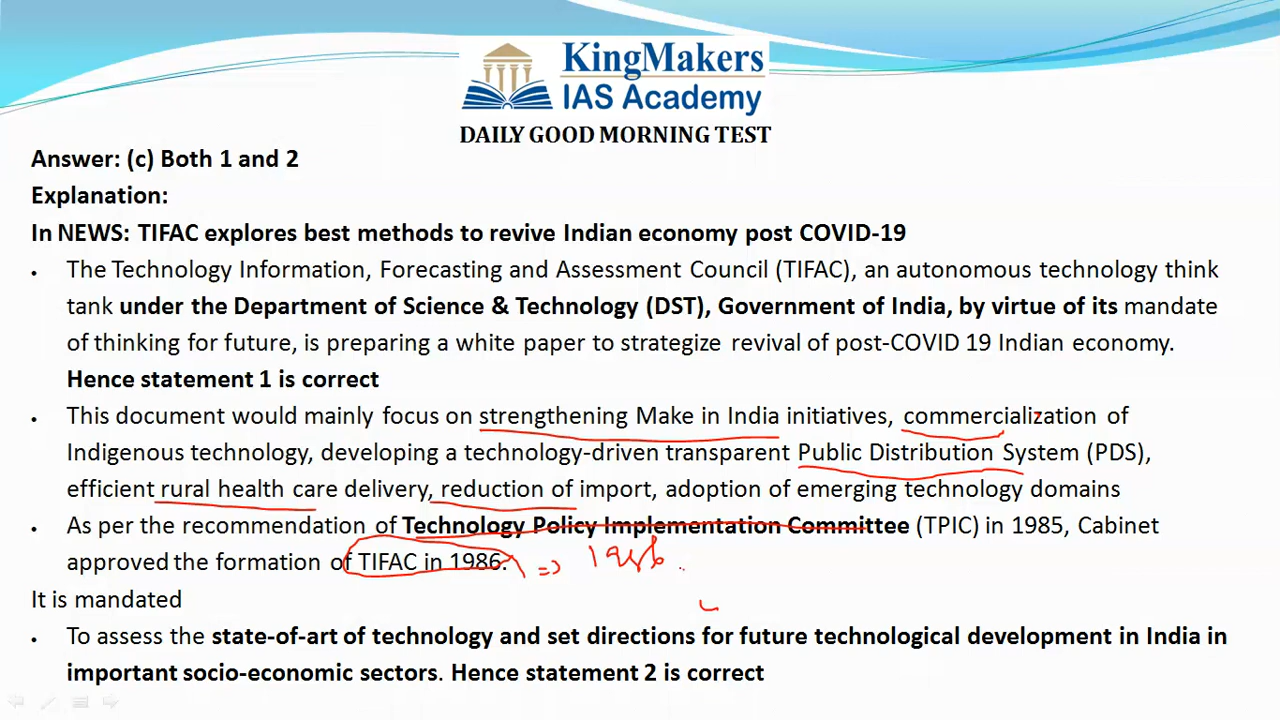 KingMakers
IAS Academy
DAILY GOOD MORNING TEST
Answer: (c) Both 1 and 2
Explanation:
In NEWS: TIFAC explores best methods to revive Indian economy post COVID-19
• The Technology Information, Forecasting and Assessment Council (TIFAC), an autonomous technology think
tank under the Department of Science & Technology (DST), Government of India, by virtue of its mandate
of thinking for future, is preparing a white paper to strategize revival of post-COVID 19 Indian economy.
Hence statement 1 is correct
• This document would mainly focus on strengthening Make in India initiatives, commercialization of
Indigenous technology, developing a technology-driven transparent Public Distribution System (PDS),
efficient rural health care delivery, reduction of import, adoption of emerging technology domains
• As per the recommendation of Technology Policy Implementation Committee (TPIC) in 1985, Cabinet
approved the formation of TIFAC in 1986. => 1986
It is mandated
• To assess the state-of-art of technology and set directions for future technological development in India in
important socio-economic sectors. Hence statement 2 is correct